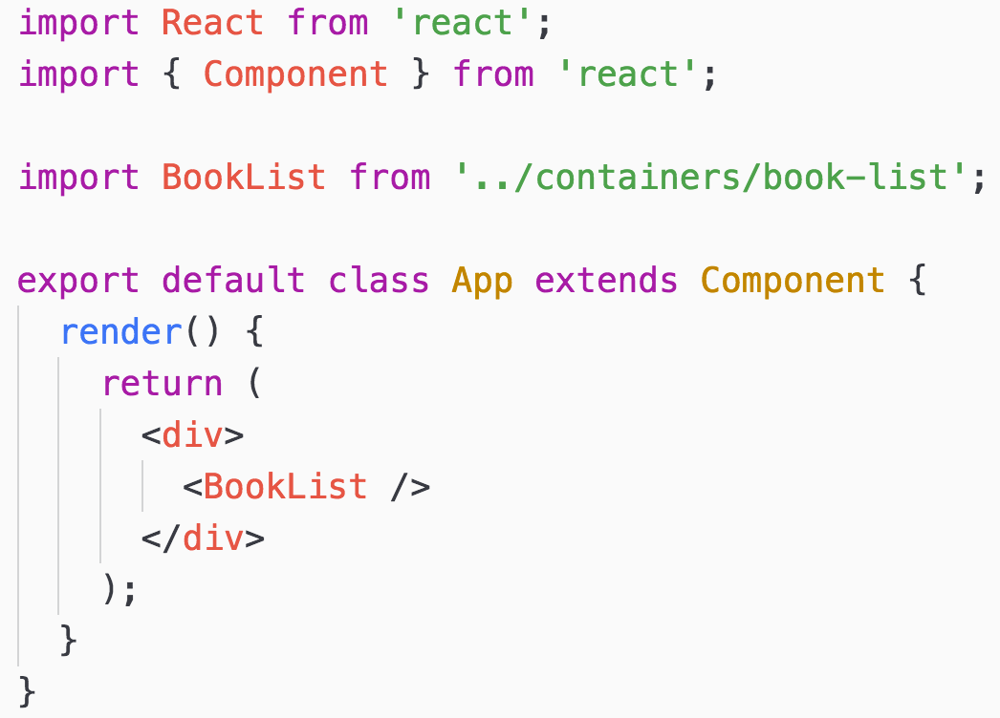 import React from 'react';
import { Component } from 'react';

import BookList from '../containers/book-list';

export default class App extends Component {
  render() {
    return (
      <div>
        <BookList />
      </div>
    );
  }
}